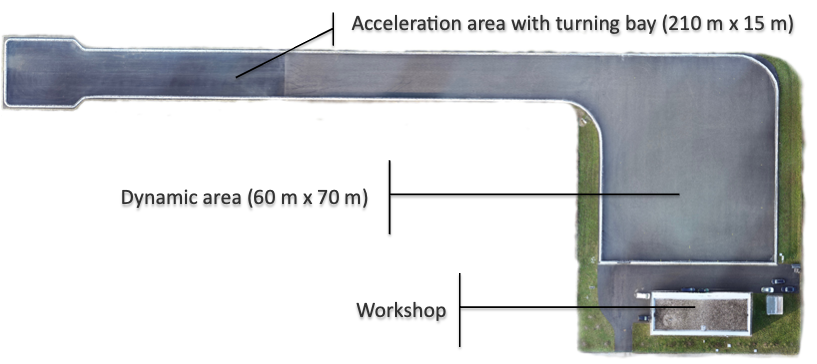 Acceleration area with turning bay (210 m x 15 m)
Dynamic area (60 m x 70 m)
Workshop